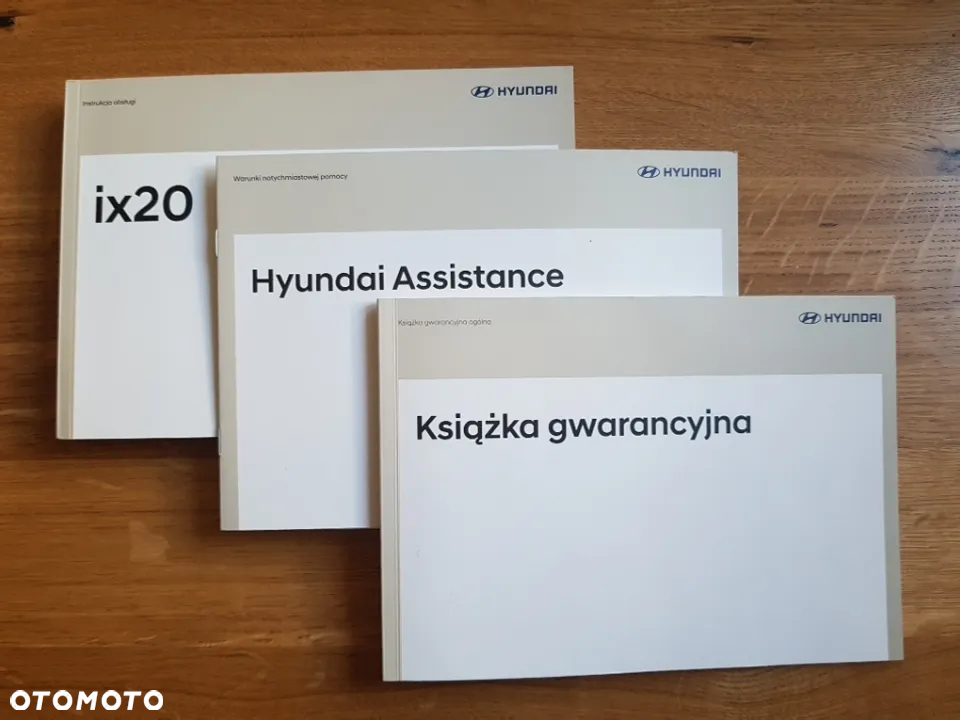 Instrukcja obsługi
HYUNDAI
ix20
Warunki natychmiastowej pomocy
HYUNDAI
Hyundai Assistance
Książka gwarancyjna ogólna
HYUNDAI
Książka gwarancyjna
OTOMOTO